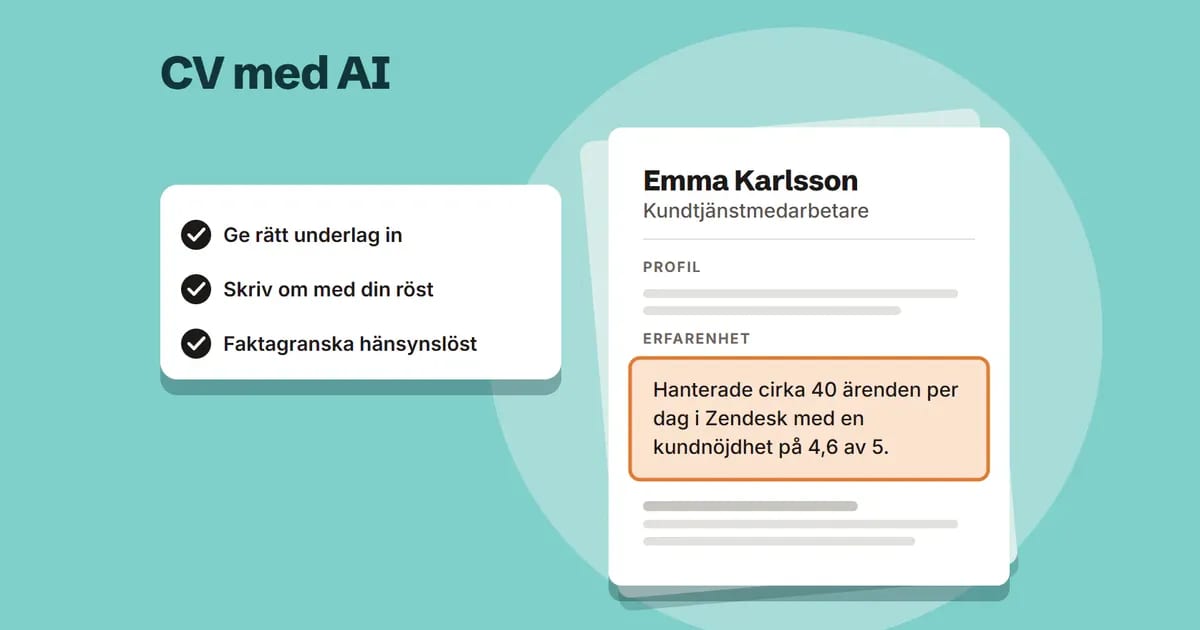 CV med AI
Ge rätt underlag in
Skriv om med din röst
Faktagranska hänsynslöst
Emma Karlsson
Kundtjänstmedarbetare
PROFIL
ERFARENHET
Hanterade cirka 40 ärenden per
dag i Zendesk med en
kundnöjdhet på 4,6 av 5.